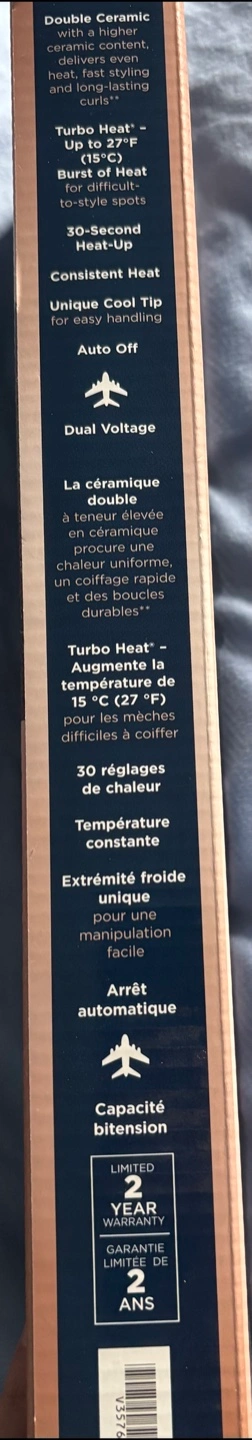 Double Ceramic
with a higher
ceramic content,
delivers even
heat, fast styling
and long-lasting
curls**
Turbo Heat® –
Up to 27°F
(15°C)
Burst of Heat
for difficult-
to-style spots
30-Second
Heat-Up
Consistent Heat
Unique Cool Tip
for easy handling
Auto Off
Dual Voltage
La céramique
double
à teneur élevée
en céramique
procure une
chaleur uniforme,
un coiffage rapide
et des boucles
durables**
Turbo Heat® –
Augmente la
température de
15 °C (27 °F)
pour les mèches
difficiles à coiffer
30 réglages
de chaleur
Température
constante
Extrémité froide
unique
pour une
manipulation
facile
Arrêt
automatique
Capacité
bitension
LIMITED
2
YEAR
WARRANTY
GARANTIE
LIMITÉE DE
2
ANS